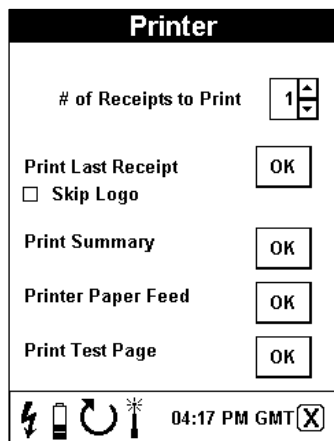 Printer
# of Receipts to Print 1
Print Last Receipt OK
Skip Logo
Print Summary OK
Printer Paper Feed OK
Print Test Page OK
04:17 PM GMT X